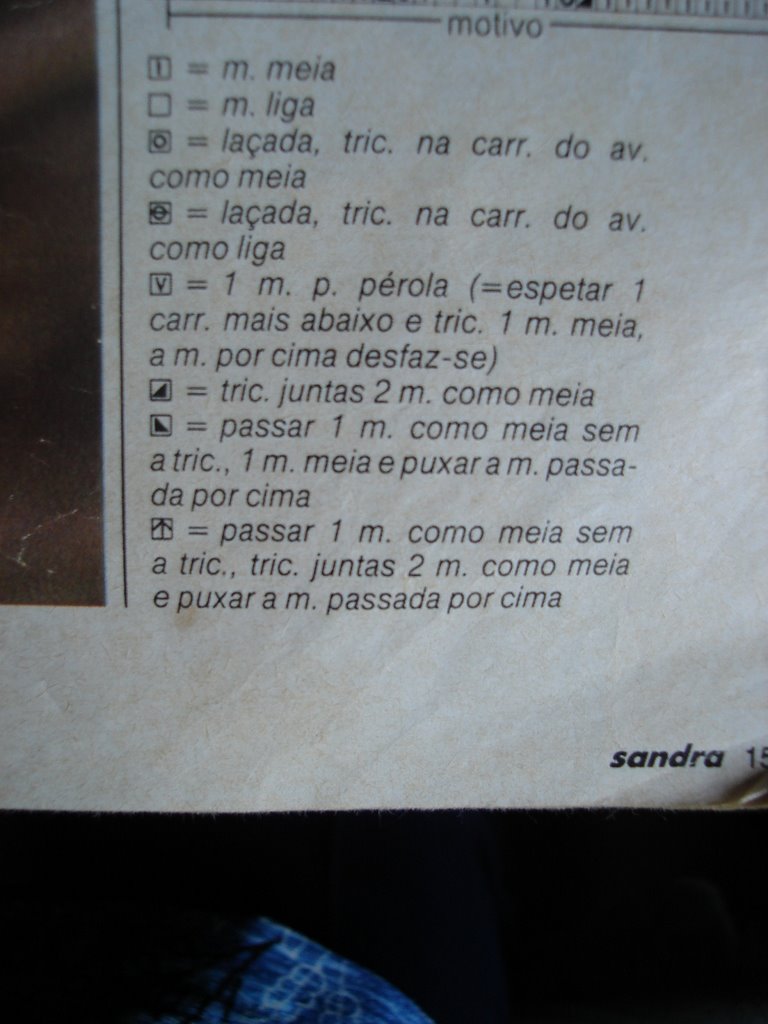 motivo
= m. meia
= m. liga
= laçada, tric. na carr. do av.
como meia
= laçada, tric. na carr. do av.
como liga
V = 1 m. p. pérola (=espetar 1
carr. mais abaixo e tric. 1 m. meia,
a m. por cima desfaz-se)
= tric. juntas 2 m. como meia
= passar 1 m. como meia sem
a tric., 1 m. meia e puxar a m. passa-
da por cima
= passar 1 m. como meia sem
a tric., tric. juntas 2 m. como meia
e puxar a m. passada por cima
sandra 15